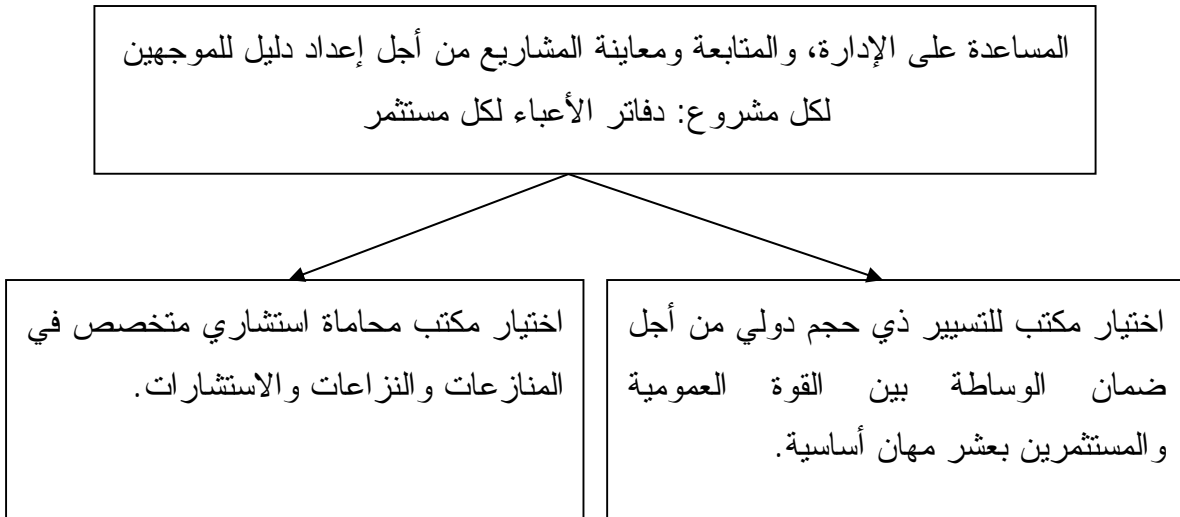 المساعدة على الإدارة، والمتابعة ومعاينة المشاريع من أجل إعداد دليل للموجهين
لكل مشروع: دفاتر الأعباء لكل مستثمر
اختيار مكتب للتسيير ذي حجم دولي من أجل
ضمان الوساطة بين القوة العمومية
والمستثمرين بعشر مهان أساسية.
اختيار مكتب محاماة استشاري متخصص في
المنازعات والنزاعات والاستشارات.